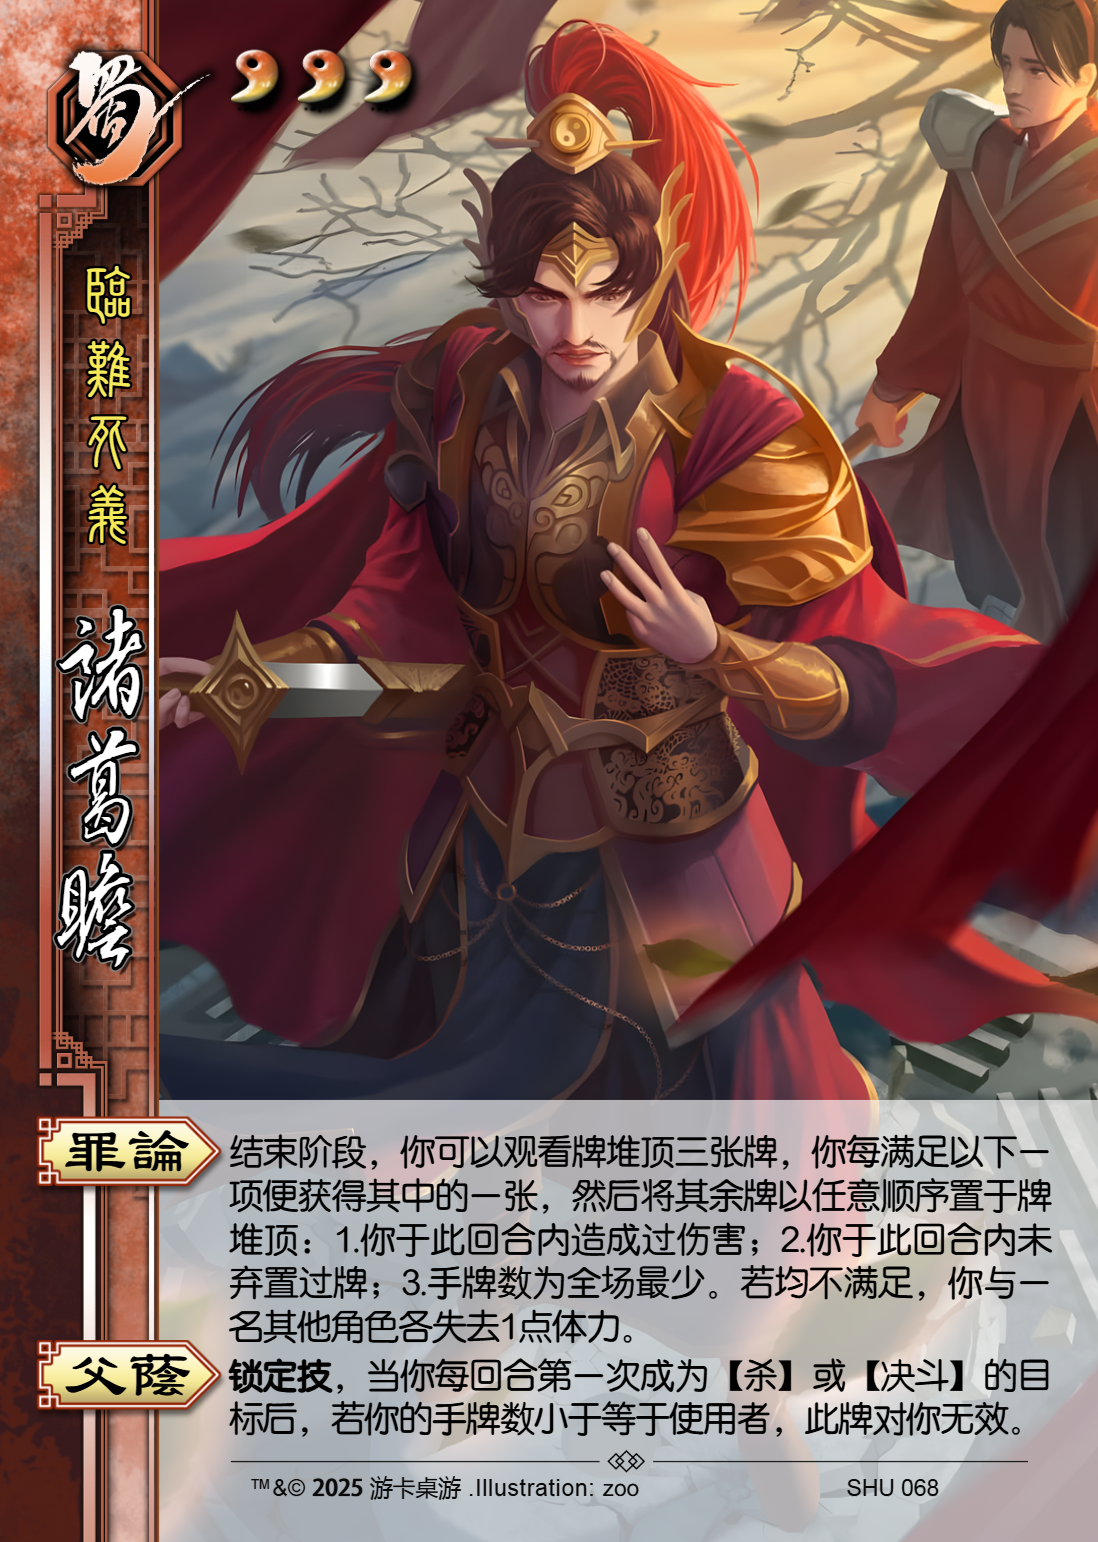 蜀
臨難死義
諸葛瞻
罪論
结束阶段，你可以观看牌堆顶三张牌，你每满足以下一
项便获得其中的一张，然后将其余牌以任意顺序置于牌
堆顶：1.你于此回合内造成过伤害；2.你于此回合内未
弃置过牌；3.手牌数为全场最少。若均不满足，你与一
名其他角色各失去1点体力。
父蔭
锁定技，当你每回合第一次成为【杀】或【决斗】的目
标后，若你的手牌数小于等于使用者，此牌对你无效。
™&© 2025 游卡桌游 .Illustration: zoo
SHU 068